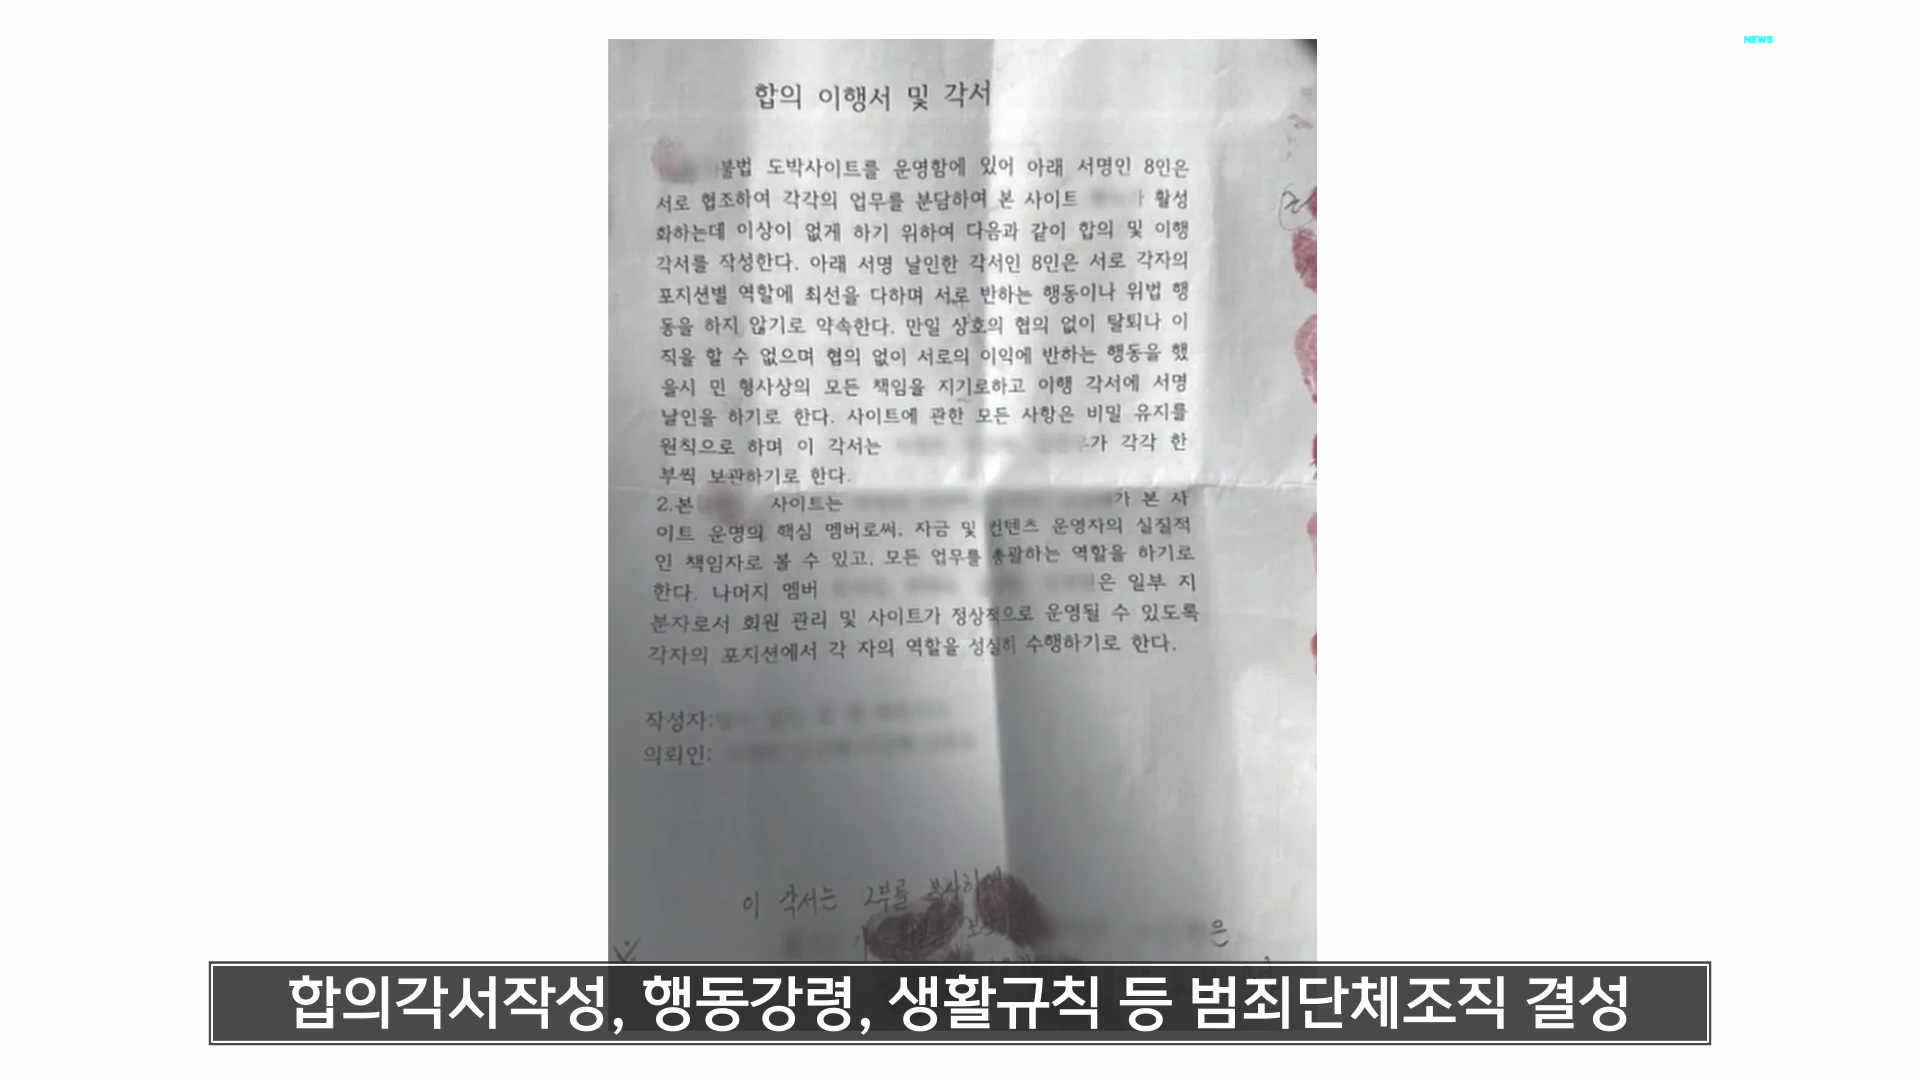 NEWS
합의 이행서 및 각서
불법 도박사이트를 운영함에 있어 아래 서명인 8인은
서로 협조하여 각각의 업무를 분담하여 본 사이트 활성
화하는데 이상이 없게 하기 위하여 다음과 같이 합의 및 이행
각서를 작성한다. 아래 서명 날인한 각서인 8인은 서로 각자의
포지션별 역할에 최선을 다하며 서로 반하는 행동이나 위법 행
동을 하지 않기로 약속한다. 만일 상호의 협의 없이 탈퇴나 이
직을 할 수 없으며 협의 없이 서로의 이익에 반하는 행동을 했
을시 민 형사상의 모든 책임을 지기로하고 이행 각서에 서명
날인을 하기로 한다. 사이트에 관한 모든 사항은 비밀 유지를
원칙으로 하며 이 각서는 가 각각 한
부씩 보관하기로 한다.
2.본 사이트는 가 본 사
이트 운명의 핵심 멤버로써, 자금 및 컨텐츠 운영자의 실질적
인 책임자로 볼 수 있고, 모든 업무를 총괄하는 역할을 하기로
한다. 나머지 멤버 은 일부 지
분자로서 회원 관리 및 사이트가 정상적으로 운영될 수 있도록
각자의 포지션에서 각 자의 역할을 성실히 수행하기로 한다.
작성자:
의뢰인:
이 각서는 2부를 복사하여
은
합의각서작성, 행동강령, 생활규칙 등 범죄단체조직 결성